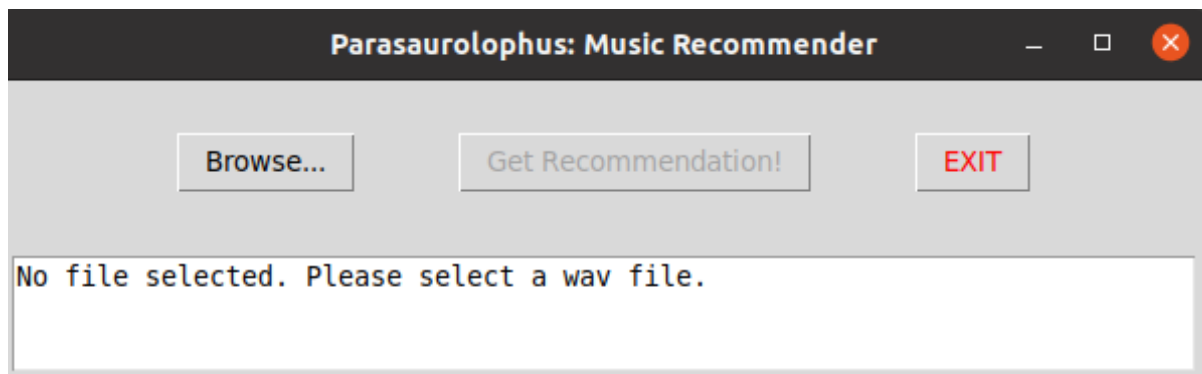 Parasaurolophus: Music Recommender
Browse... Get Recommendation! EXIT
No file selected. Please select a wav file.